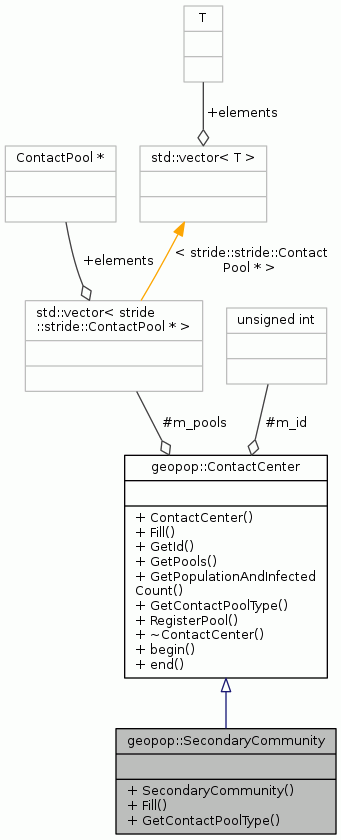 T
+elements
ContactPool *
std::vector< T >
+elements
< stride::stride::Contact
Pool * >
std::vector< stride
::stride::ContactPool * >
unsigned int
#m_pools
#m_id
geopop::ContactCenter
+ ContactCenter()
+ Fill()
+ GetId()
+ GetPools()
+ GetPopulationAndInfected
Count()
+ GetContactPoolType()
+ RegisterPool()
+ ~ContactCenter()
+ begin()
+ end()
geopop::SecondaryCommunity
+ SecondaryCommunity()
+ Fill()
+ GetContactPoolType()